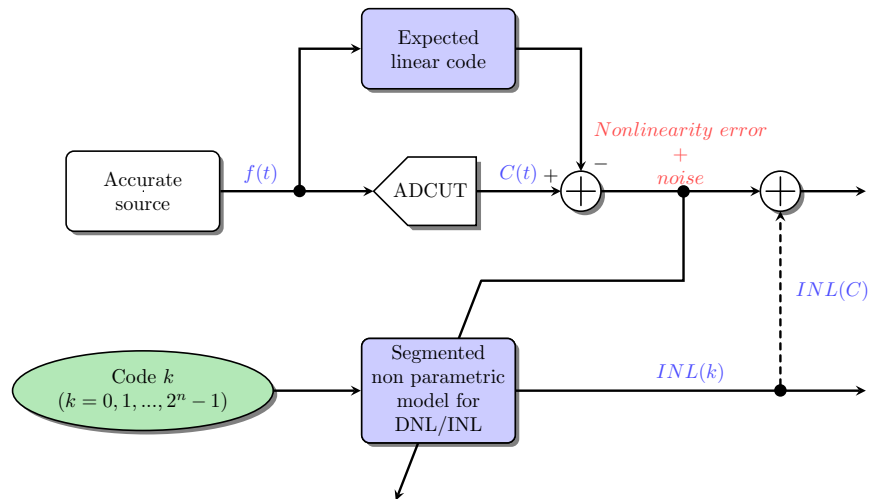 Expected
linear code
Nonlinearity error
+
noise
Accurate
source
f(t)
ADCUT
C(t)
+
−
INL(C)
Code k
(k = 0, 1, ..., 2^n − 1)
Segmented
non parametric
model for
DNL/INL
INL(k)